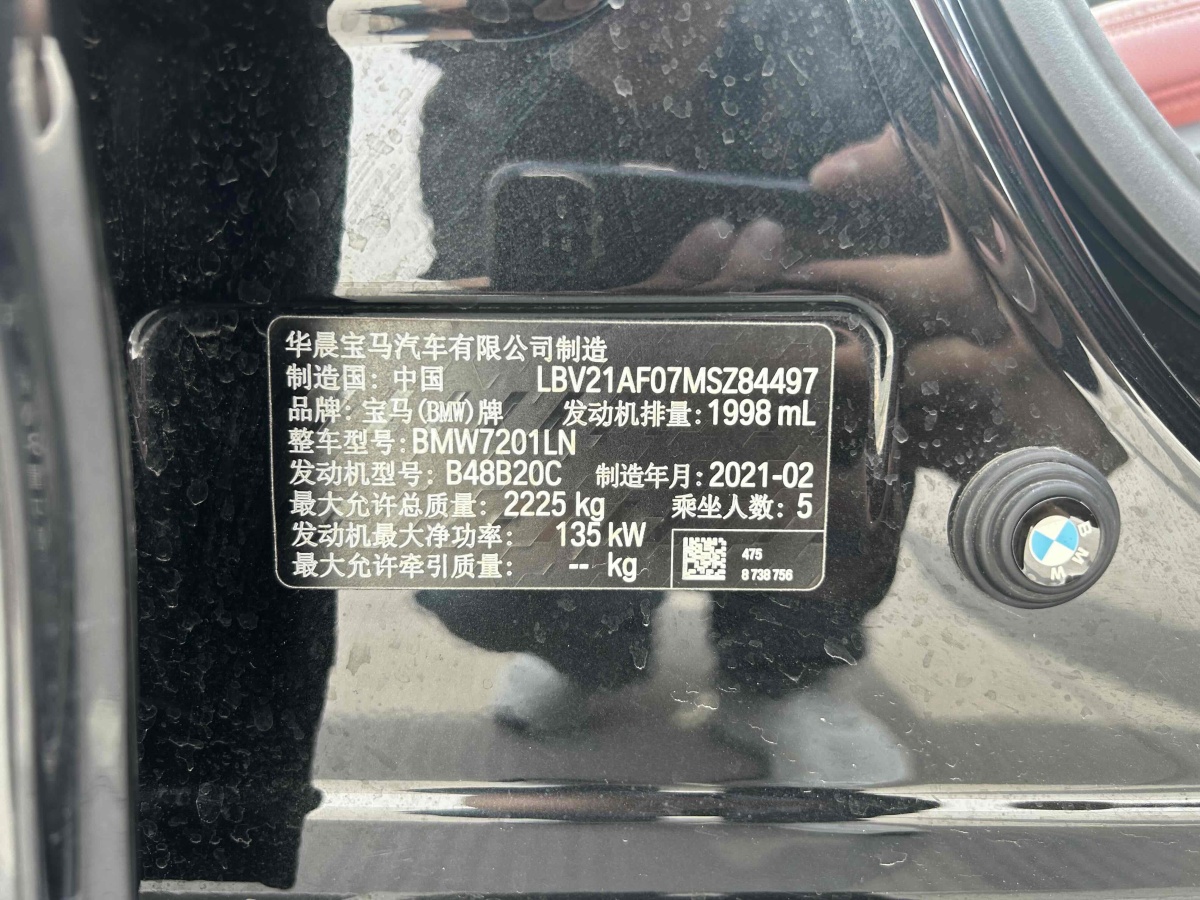 华晨宝马汽车有限公司制造
制造国：中国 LBV21AF07MSZ84497
品牌：宝马(BMW)牌 发动机排量：1998 mL
整车型号：BMW7201LN
发动机型号：B48B20C 制造年月：2021-02
最大允许总质量：2225 kg 乘坐人数：5
发动机最大净功率：135 kW
最大允许牵引质量：-- kg
475
8 738 756
BMW